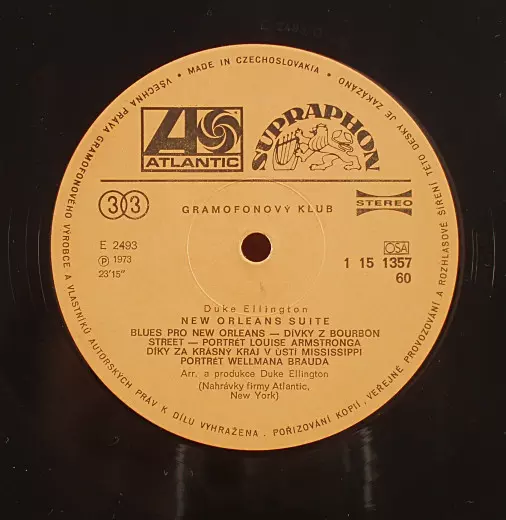 • VŠECHNA PRÁVA GRAMOFONOVÉHO VÝROBCE A VLASTNÍKŮ AUTORSKÝCH PRÁV K DÍLU VYHRAŽENA . POŘIZOVÁNÍ KOPIÍ, VEŘEJNÉ PROVOZOVÁNÍ A ROZHLASOVÉ ŠÍŘENÍ TÉTO DESKY JE ZAKÁZÁNO
• MADE IN CZECHOSLOVAKIA •
ATLANTIC
SUPRAPHON
33
GRAMOFONOVÝ KLUB
STEREO
E 2493
Ⓟ 1973
23'15"
OSA
1 15 1357
60
Duke Ellington
NEW ORLEANS SUITE
BLUES PRO NEW ORLEANS — DÍVKY Z BOURBON
STREET — PORTRÉT LOUISE ARMSTRONGA
DÍKY ZA KRÁSNÝ KRAJ V ÚSTÍ MISSISSIPPI
PORTRÉT WELLMANA BRAUDA
Arr. a produkce Duke Ellington
(Nahrávky firmy Atlantic,
New York)